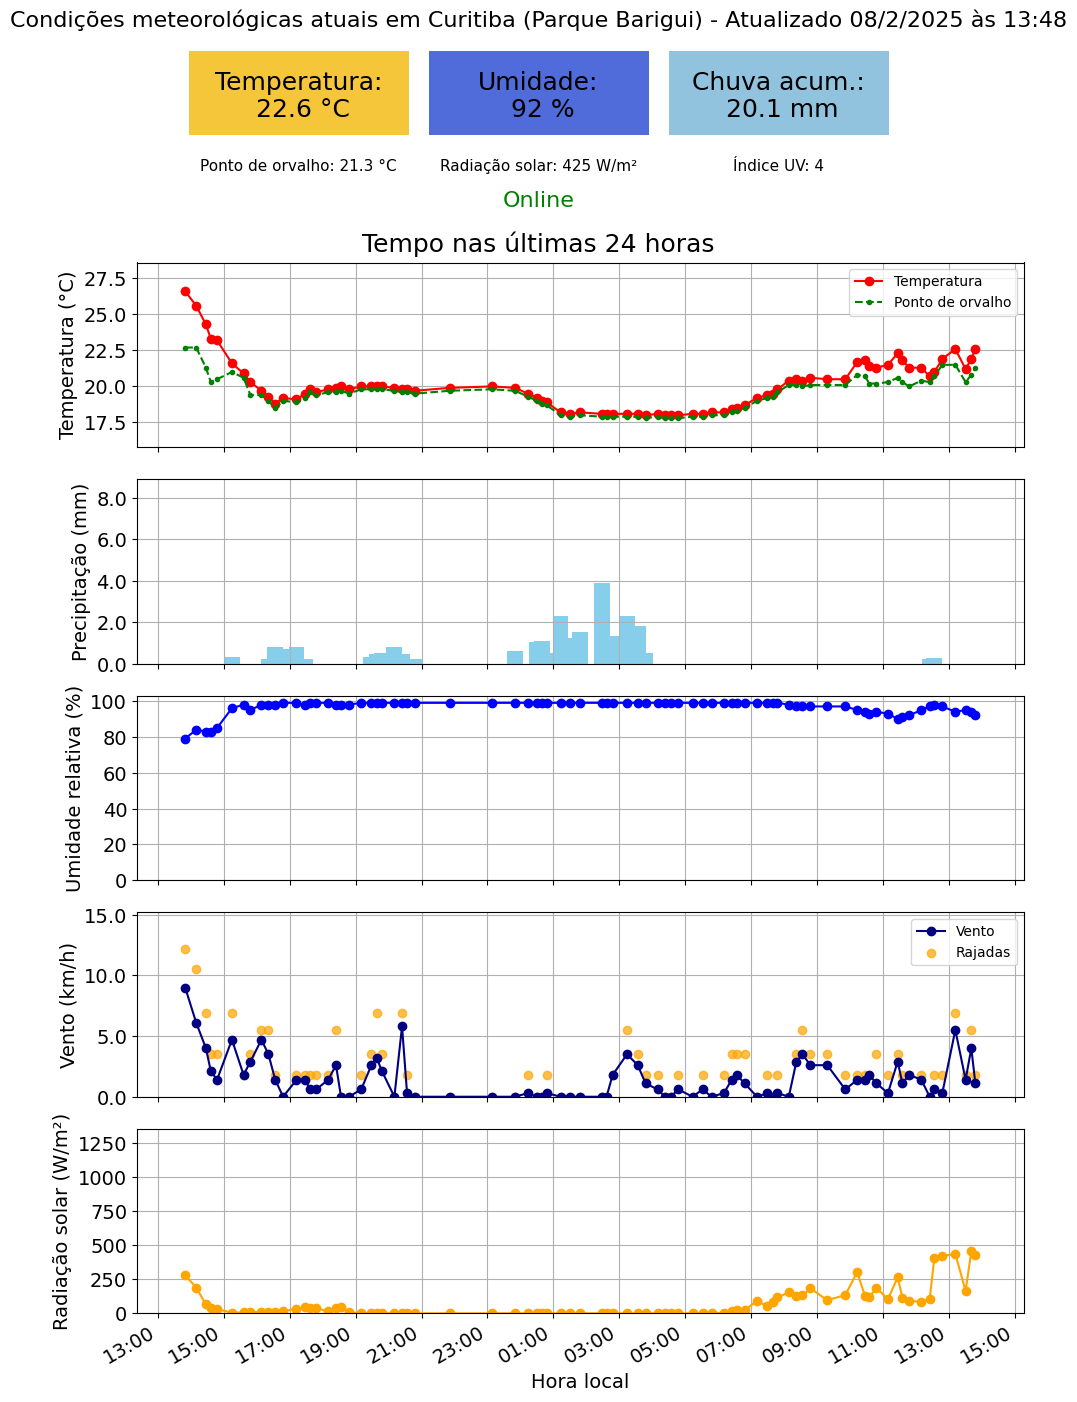 Condições meteorológicas atuais em Curitiba (Parque Barigui) - Atualizado 08/2/2025 às 13:48
Temperatura:
22.6 °C
Umidade:
92 %
Chuva acum.:
20.1 mm
Ponto de orvalho: 21.3 °C
Radiação solar: 425 W/m²
Índice UV: 4
Online
Tempo nas últimas 24 horas
Temperatura (°C)
27.5
25.0
22.5
20.0
17.5
Temperatura
Ponto de orvalho
Precipitação (mm)
8.0
6.0
4.0
2.0
0.0
Umidade relativa (%)
100
80
60
40
20
0
Vento (km/h)
15.0
10.0
5.0
0.0
Vento
Rajadas
Radiação solar (W/m²)
1250
1000
750
500
250
0
13:00
15:00
17:00
19:00
21:00
23:00
01:00
03:00
05:00
07:00
09:00
11:00
13:00
15:00
Hora local